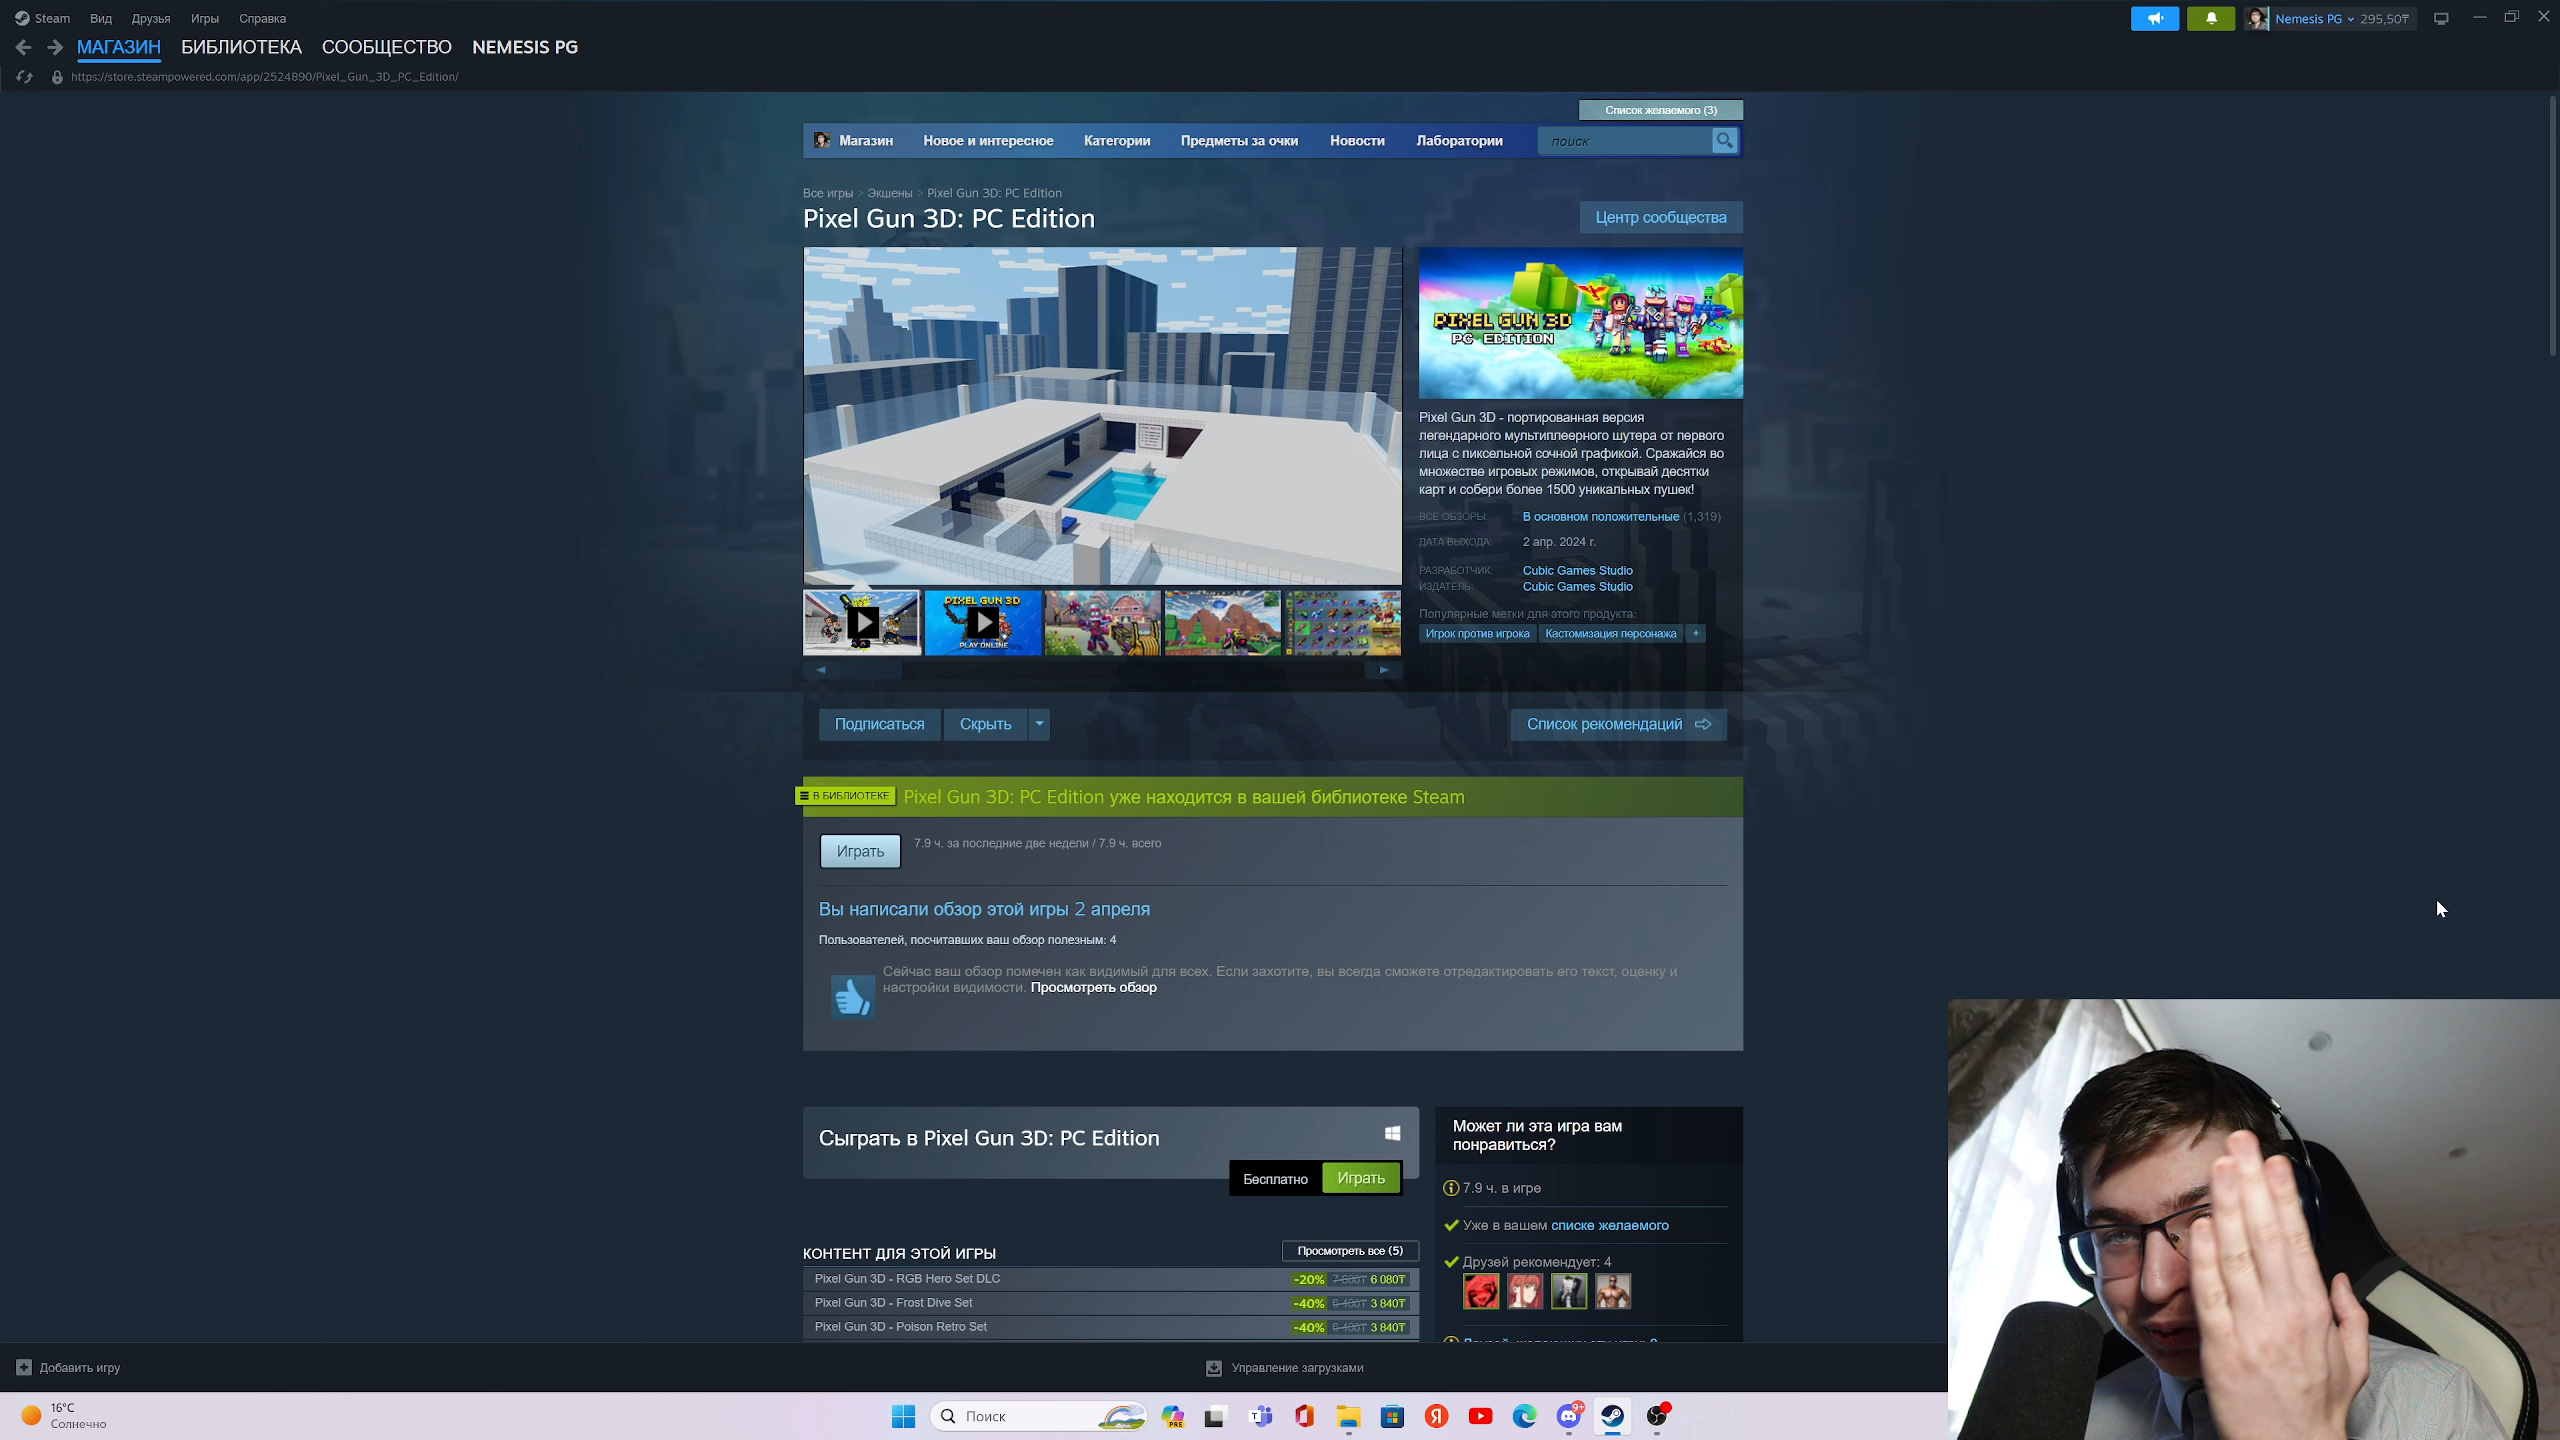 Steam Вид Друзья Игры Справка
Nemesis PG 295,50₸
МАГАЗИН БИБЛИОТЕКА СООБЩЕСТВО NEMESIS PG
https://store.steampowered.com/app/2524890/Pixel_Gun_3D_PC_Edition/
Список желаемого (3)
Магазин Новое и интересное Категории Предметы за очки Новости Лаборатории поиск
Все игры > Экшены > Pixel Gun 3D: PC Edition
Pixel Gun 3D: PC Edition
Центр сообщества
PIXEL GUN 3D
PC EDITION
Pixel Gun 3D - портированная версия
легендарного мультиплеерного шутера от первого
лица с пиксельной сочной графикой. Сражайся во
множестве игровых режимов, открывай десятки
карт и собери более 1500 уникальных пушек!
ВСЕ ОБЗОРЫ: В основном положительные (1,319)
ДАТА ВЫХОДА: 2 апр. 2024 г.
РАЗРАБОТЧИК: Cubic Games Studio
ИЗДАТЕЛЬ: Cubic Games Studio
Популярные метки для этого продукта:
Игрок против игрока Кастомизация персонажа +
PIXEL GUN 3D
PLAY ONLINE
Подписаться Скрыть
Список рекомендаций
В БИБЛИОТЕКЕ Pixel Gun 3D: PC Edition уже находится в вашей библиотеке Steam
Играть 7.9 ч. за последние две недели / 7.9 ч. всего
Вы написали обзор этой игры 2 апреля
Пользователей, посчитавших ваш обзор полезным: 4
Сейчас ваш обзор помечен как видимый для всех. Если захотите, вы всегда сможете отредактировать его текст, оценку и
настройки видимости. Просмотреть обзор
Сыграть в Pixel Gun 3D: PC Edition
Бесплатно Играть
Может ли эта игра вам
понравиться?
7.9 ч. в игре
Уже в вашем списке желаемого
Друзей рекомендует: 4
КОНТЕНТ ДЛЯ ЭТОЙ ИГРЫ
Просмотреть все (5)
Pixel Gun 3D - RGB Hero Set DLC -20% 6 080₸
Pixel Gun 3D - Frost Dive Set -40% 3 840₸
Pixel Gun 3D - Poison Retro Set -40% 3 840₸
Добавить игру
Управление загрузками
16°C
Солнечно
Поиск
PRE
9+